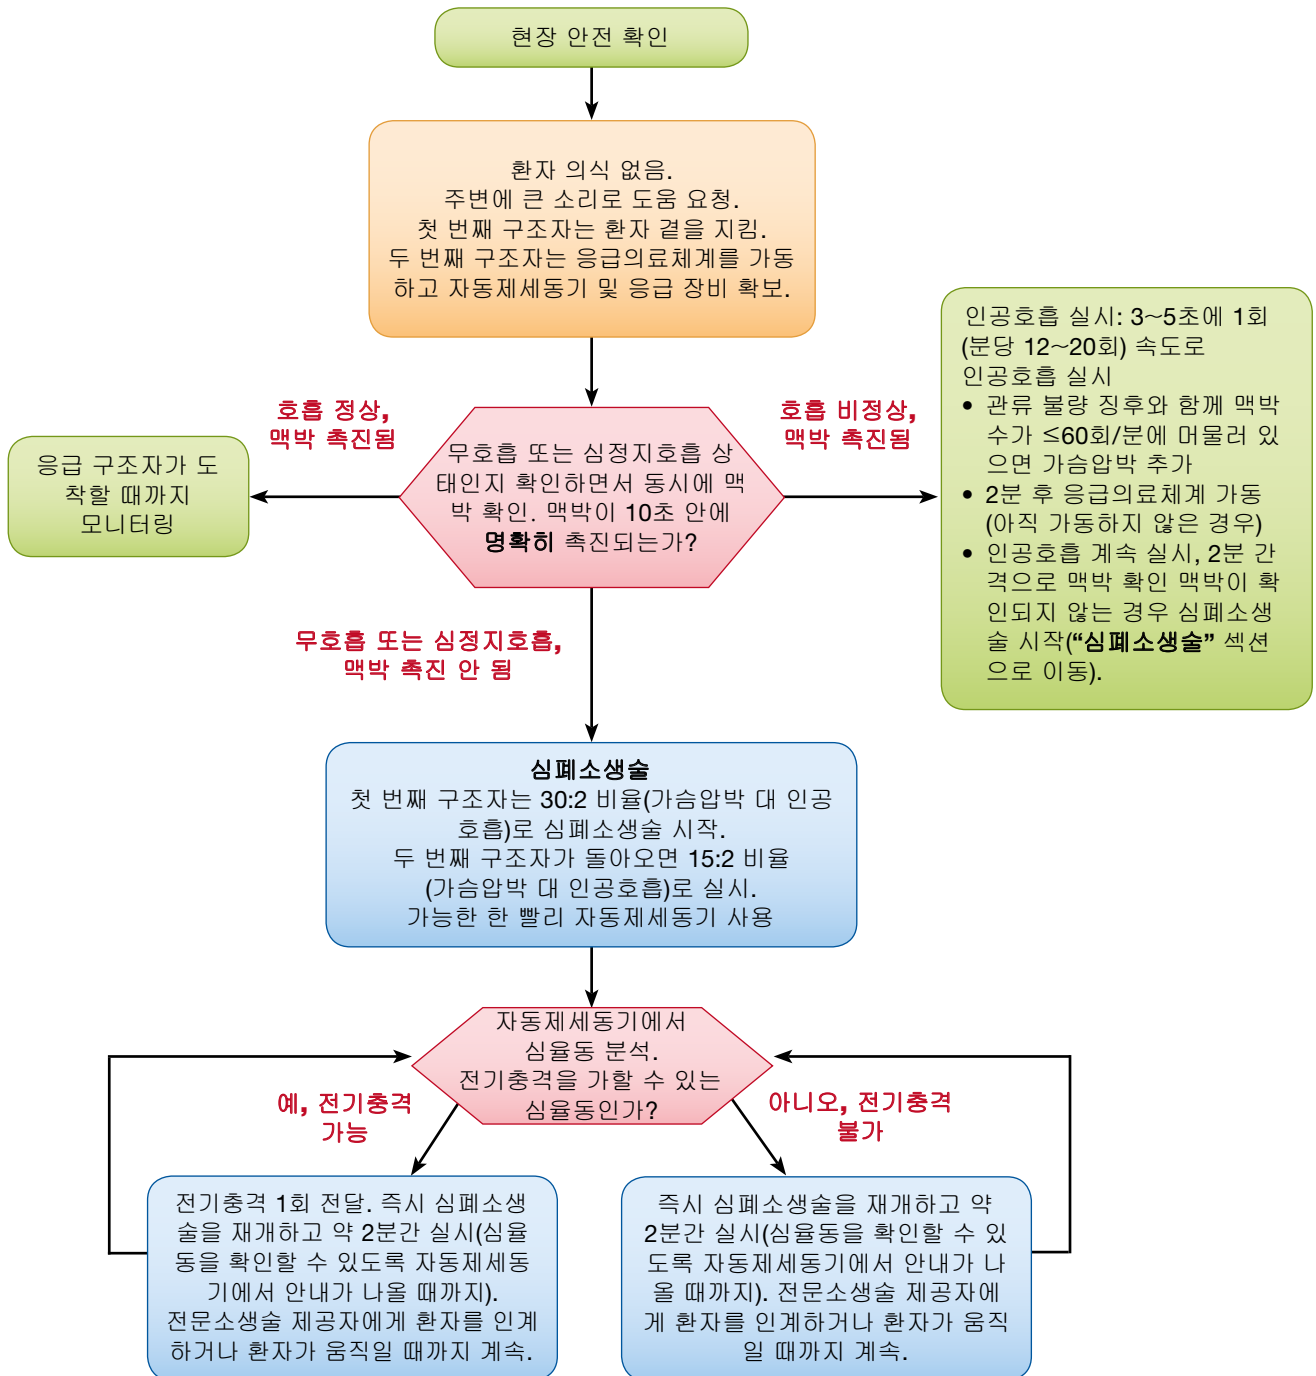 현장 안전 확인
환자 의식 없음.
주변에 큰 소리로 도움 요청.
첫 번째 구조자는 환자 곁을 지킴.
두 번째 구조자는 응급의료체계를 가동
하고 자동제세동기 및 응급 장비 확보.
호흡 정상,
맥박 촉진됨
응급 구조자가 도
착할 때까지
모니터링
무호흡 또는 심정지호흡 상
태인지 확인하면서 동시에 맥
박 확인. 맥박이 10초 안에
명확히 촉진되는가?
호흡 비정상,
맥박 촉진됨
인공호흡 실시: 3~5초에 1회
(분당 12~20회) 속도로
인공호흡 실시
• 관류 불량 징후와 함께 맥박
수가 ≤60회/분에 머물러 있
으면 가슴압박 추가
• 2분 후 응급의료체계 가동
(아직 가동하지 않은 경우)
• 인공호흡 계속 실시, 2분 간
격으로 맥박 확인 맥박이 확
인되지 않는 경우 심폐소생
술 시작(“심폐소생술” 섹션
으로 이동).
무호흡 또는 심정지호흡,
맥박 촉진 안 됨
심폐소생술
첫 번째 구조자는 30:2 비율(가슴압박 대 인공
호흡)로 심폐소생술 시작.
두 번째 구조자가 돌아오면 15:2 비율
(가슴압박 대 인공호흡)로 실시.
가능한 한 빨리 자동제세동기 사용
자동제세동기에서
심율동 분석.
전기충격을 가할 수 있는
심율동인가?
예, 전기충격
가능
아니오, 전기충격
불가
전기충격 1회 전달. 즉시 심폐소생
술을 재개하고 약 2분간 실시(심율
동을 확인할 수 있도록 자동제세동
기에서 안내가 나올 때까지).
전문소생술 제공자에게 환자를 인계
하거나 환자가 움직일 때까지 계속.
즉시 심폐소생술을 재개하고 약
2분간 실시(심율동을 확인할 수 있
도록 자동제세동기에서 안내가 나
올 때까지). 전문소생술 제공자에
게 환자를 인계하거나 환자가 움직
일 때까지 계속.